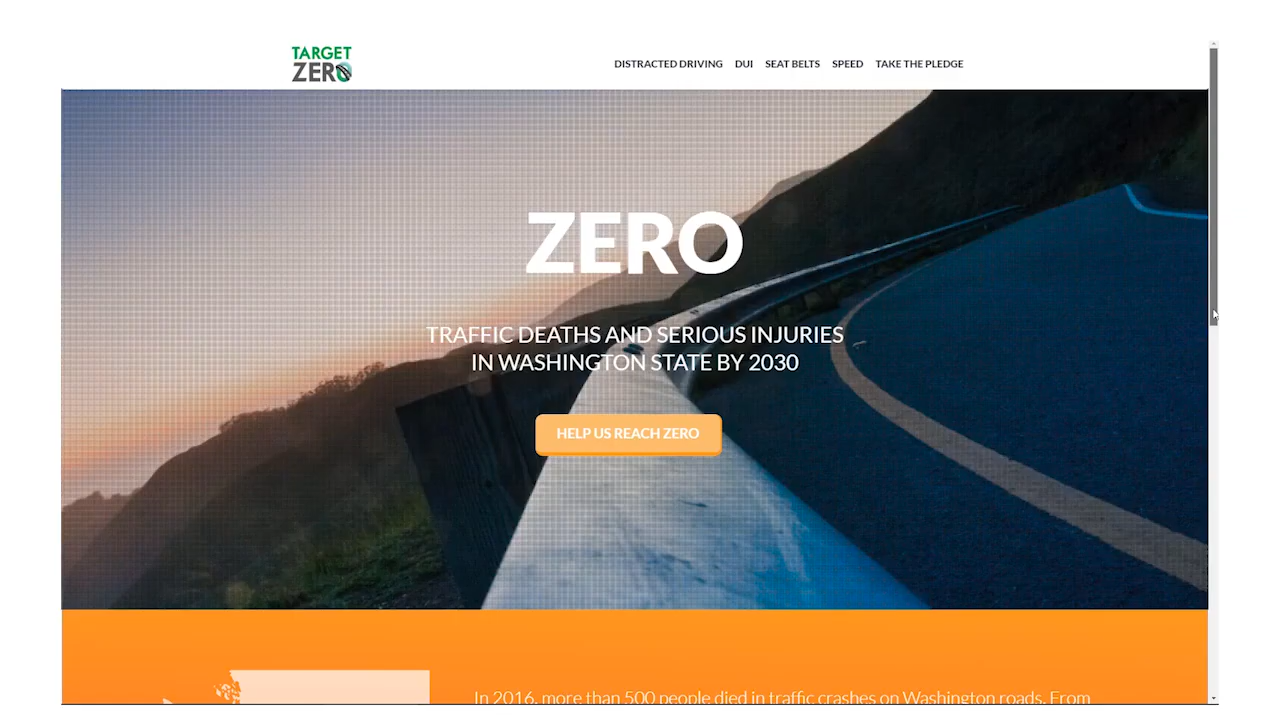 TARGET
ZERO
DISTRACTED DRIVING DUI SEAT BELTS SPEED TAKE THE PLEDGE
ZERO
TRAFFIC DEATHS AND SERIOUS INJURIES
IN WASHINGTON STATE BY 2030
HELP US REACH ZERO
In 2016, more than 500 people died in traffic crashes on Washington roads. From